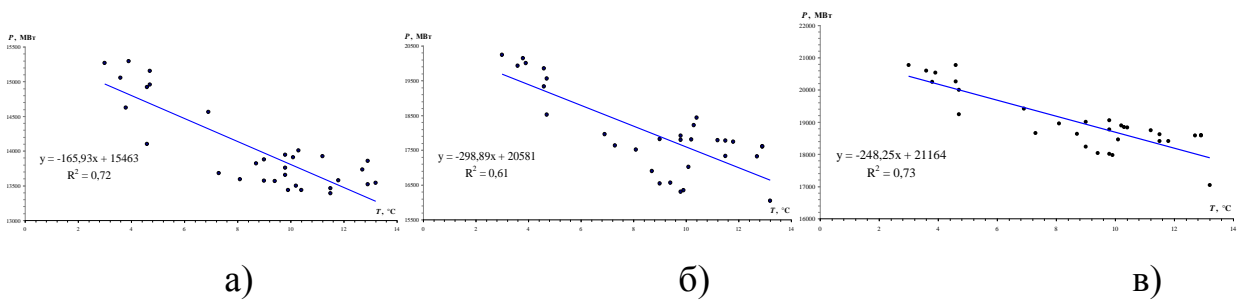 P, МВт
15500
15000
14500
14000
13500
13000
y = -165,93x + 15463
R² = 0,72
T, °C
0 2 4 6 8 10 12 14
а)
P, МВт
20500
19500
18500
17500
16500
15500
y = -298,89x + 20581
R² = 0,61
T, °C
0 2 4 6 8 10 12 14
б)
P, МВт
22000
21000
20000
19000
18000
17000
16000
y = -248,25x + 21164
R² = 0,73
T, °C
0 2 4 6 8 10 12 14
в)